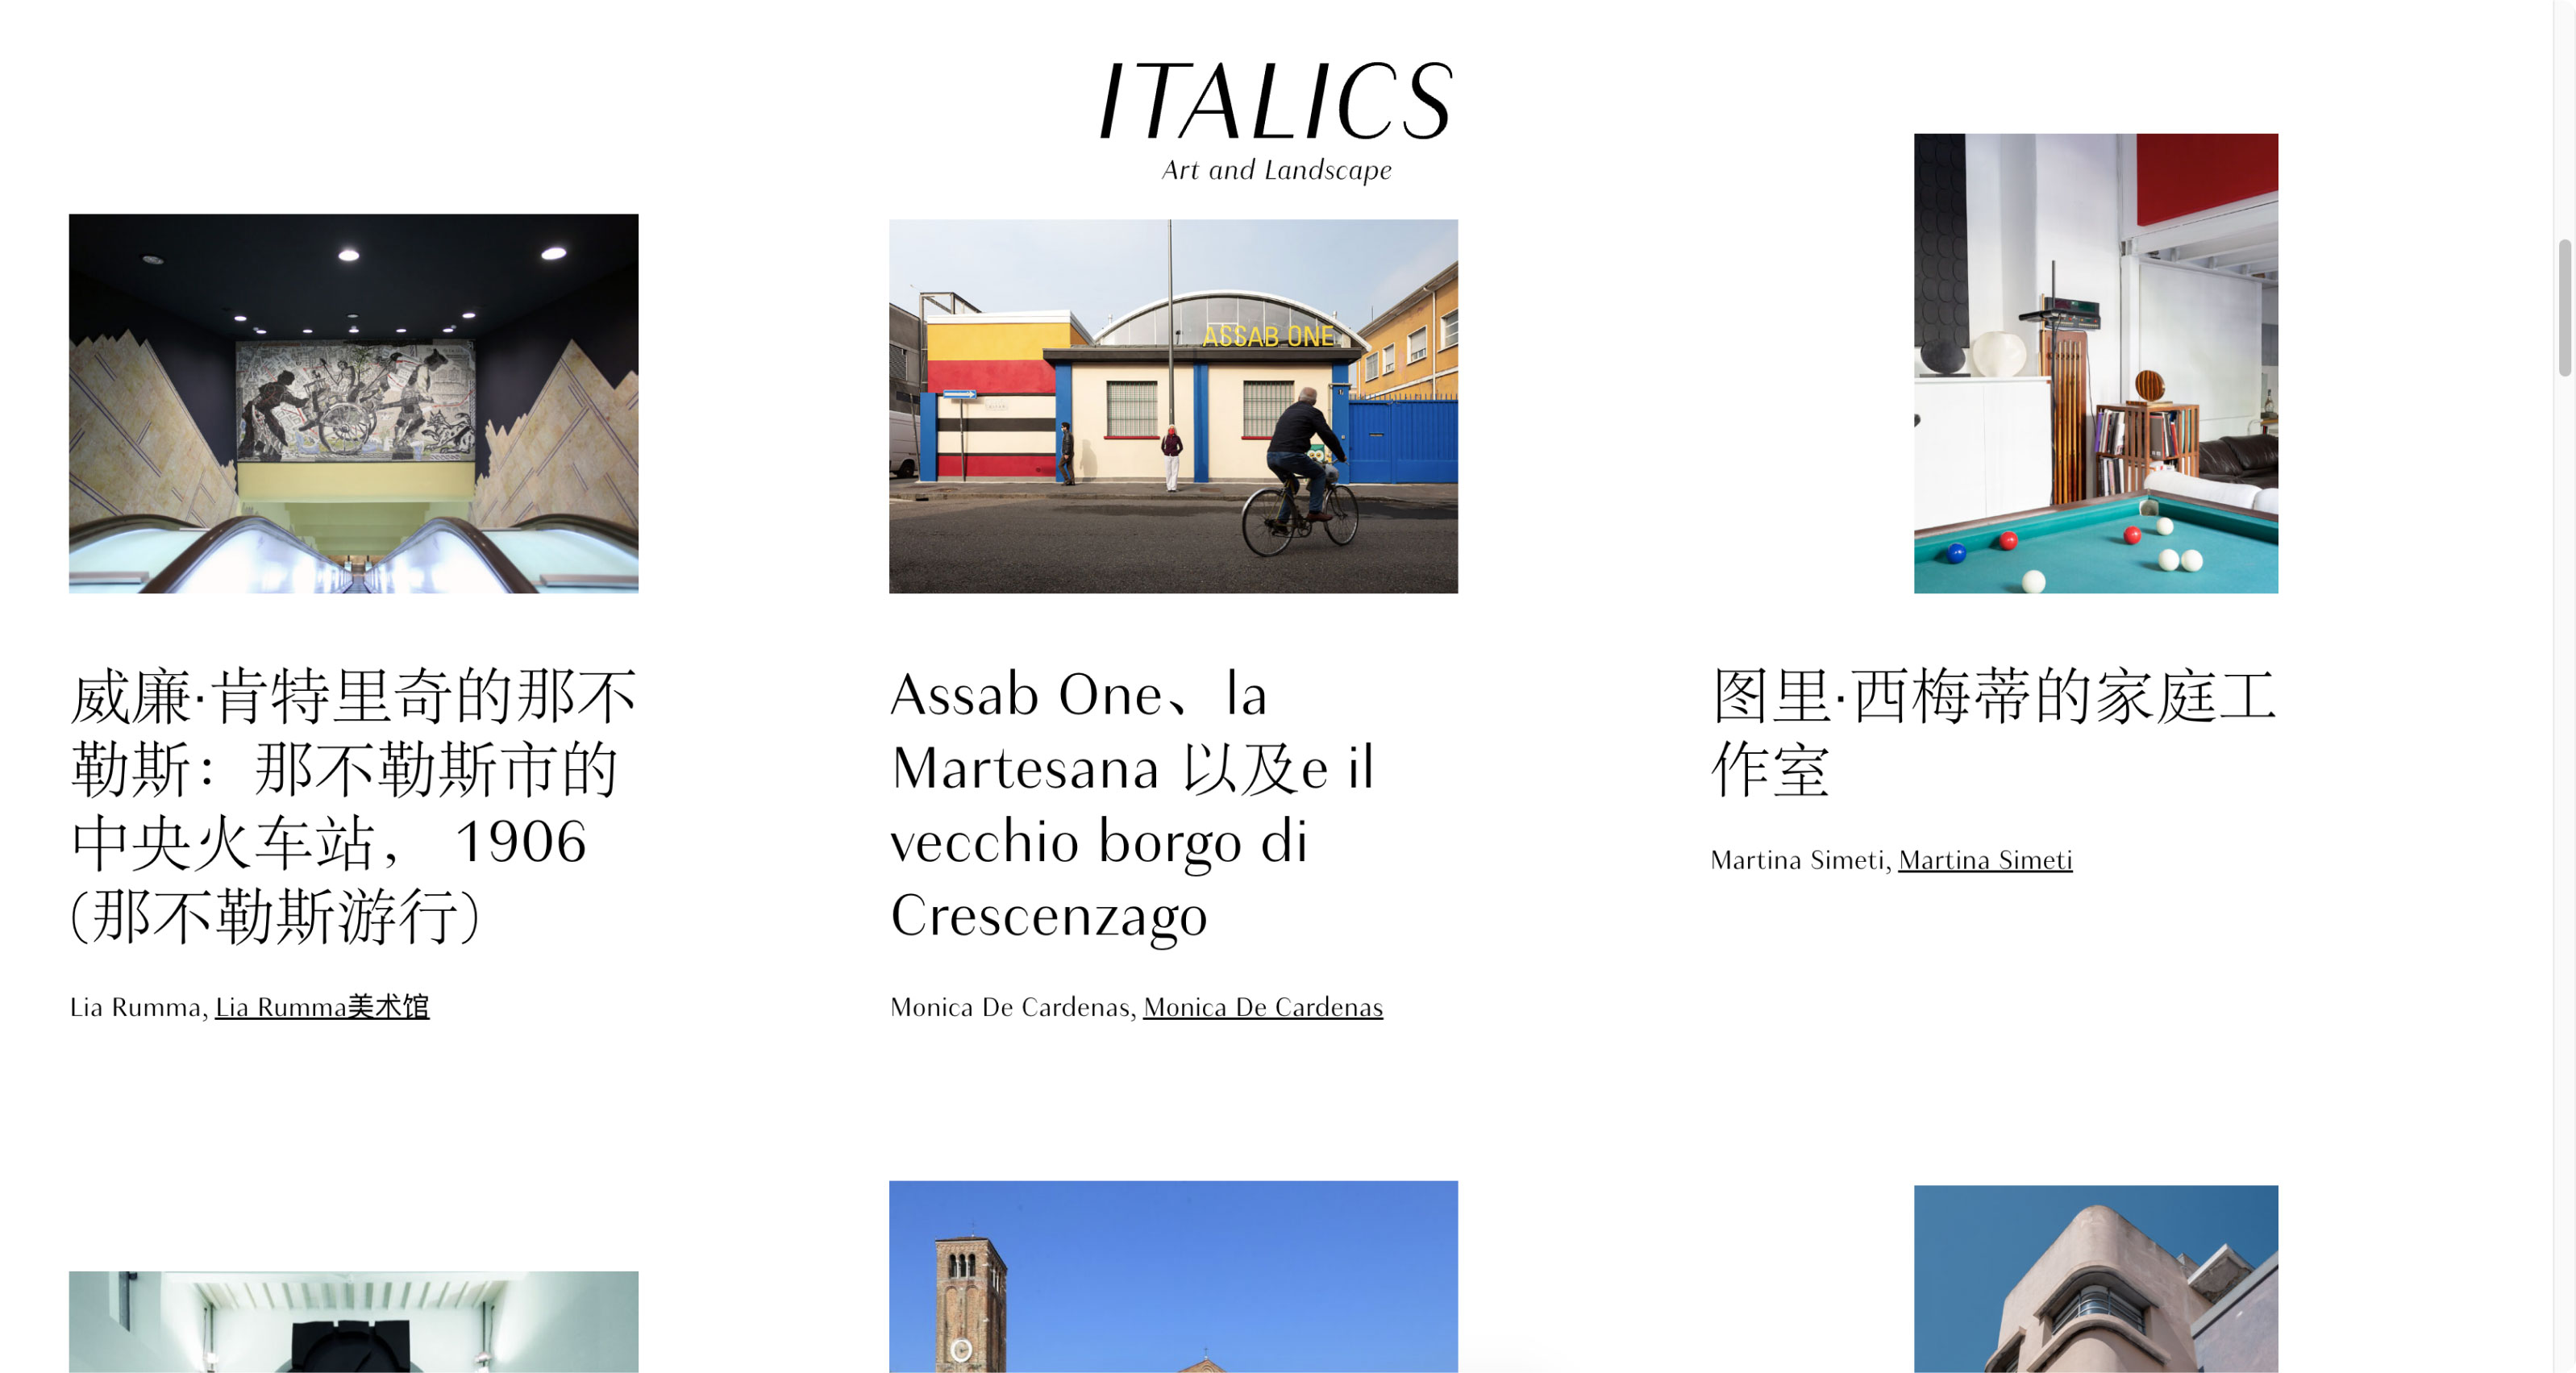 ITALICS
Art and Landscape
ASSAB ONE
威廉·肯特里奇的那不
勒斯：那不勒斯市的
中央火车站， 1906
(那不勒斯游行)
Lia Rumma, Lia Rumma美术馆
Assab One、la
Martesana 以及e il
vecchio borgo di
Crescenzago
Monica De Cardenas, Monica De Cardenas
图里·西梅蒂的家庭工
作室
Martina Simeti, Martina Simeti